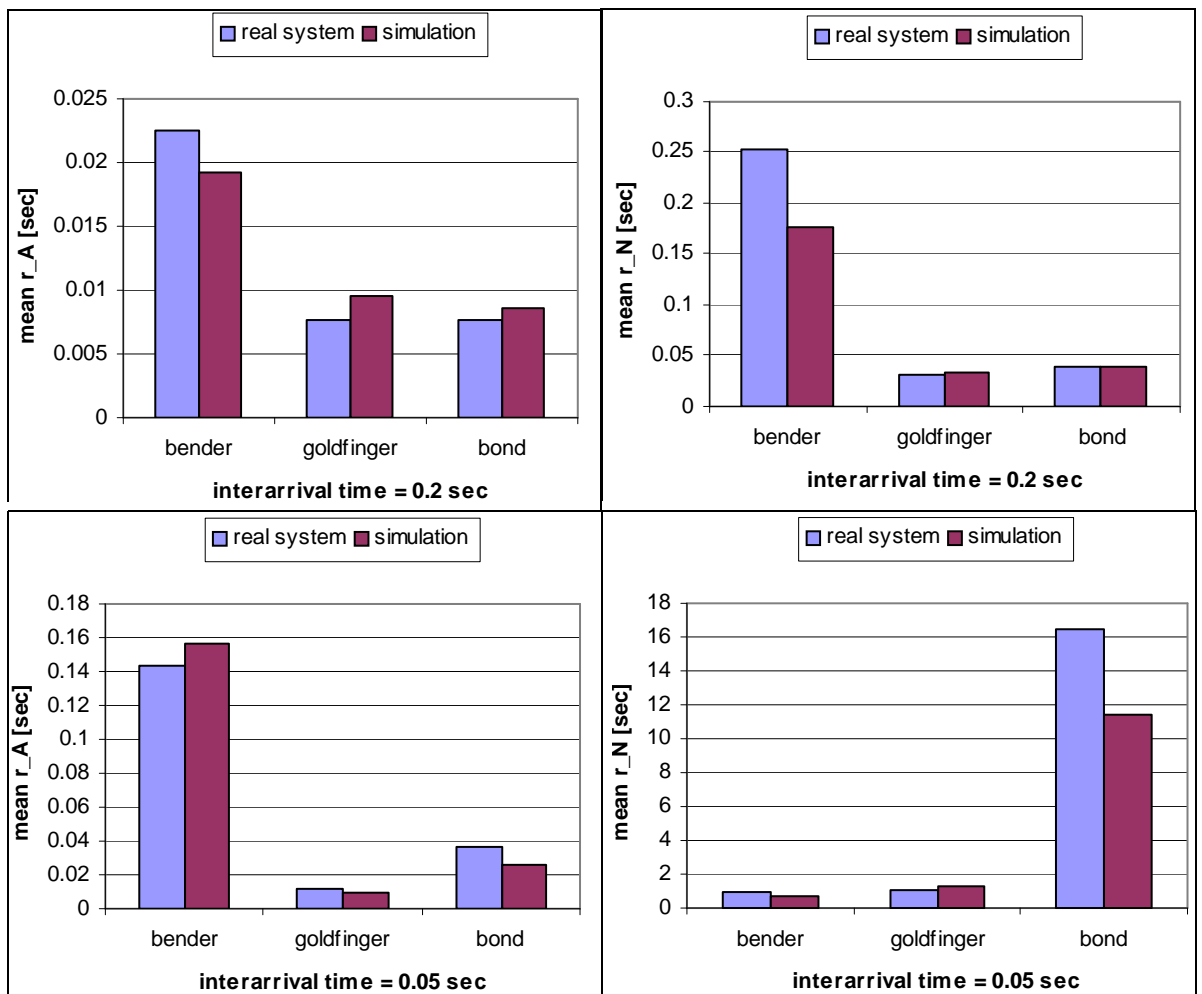 real system simulation
mean r_A [sec]
0.025
0.02
0.015
0.01
0.005
0
bender goldfinger bond
interarrival time = 0.2 sec
real system simulation
mean r_N [sec]
0.3
0.25
0.2
0.15
0.1
0.05
0
bender goldfinger bond
interarrival time = 0.2 sec
real system simulation
mean r_A [sec]
0.18
0.16
0.14
0.12
0.1
0.08
0.06
0.04
0.02
0
bender goldfinger bond
interarrival time = 0.05 sec
real system simulation
mean r_N [sec]
18
16
14
12
10
8
6
4
2
0
bender goldfinger bond
interarrival time = 0.05 sec